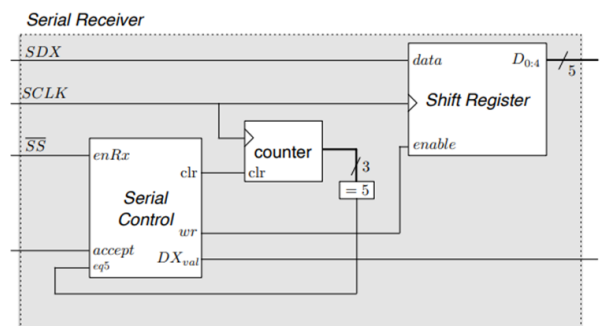 Serial Receiver
SDX
data
D0:4
5
SCLK
Shift Register
SS
enRx
counter
enable
clr
clr
3
= 5
Serial
Control
wr
accept
DXval
eq5